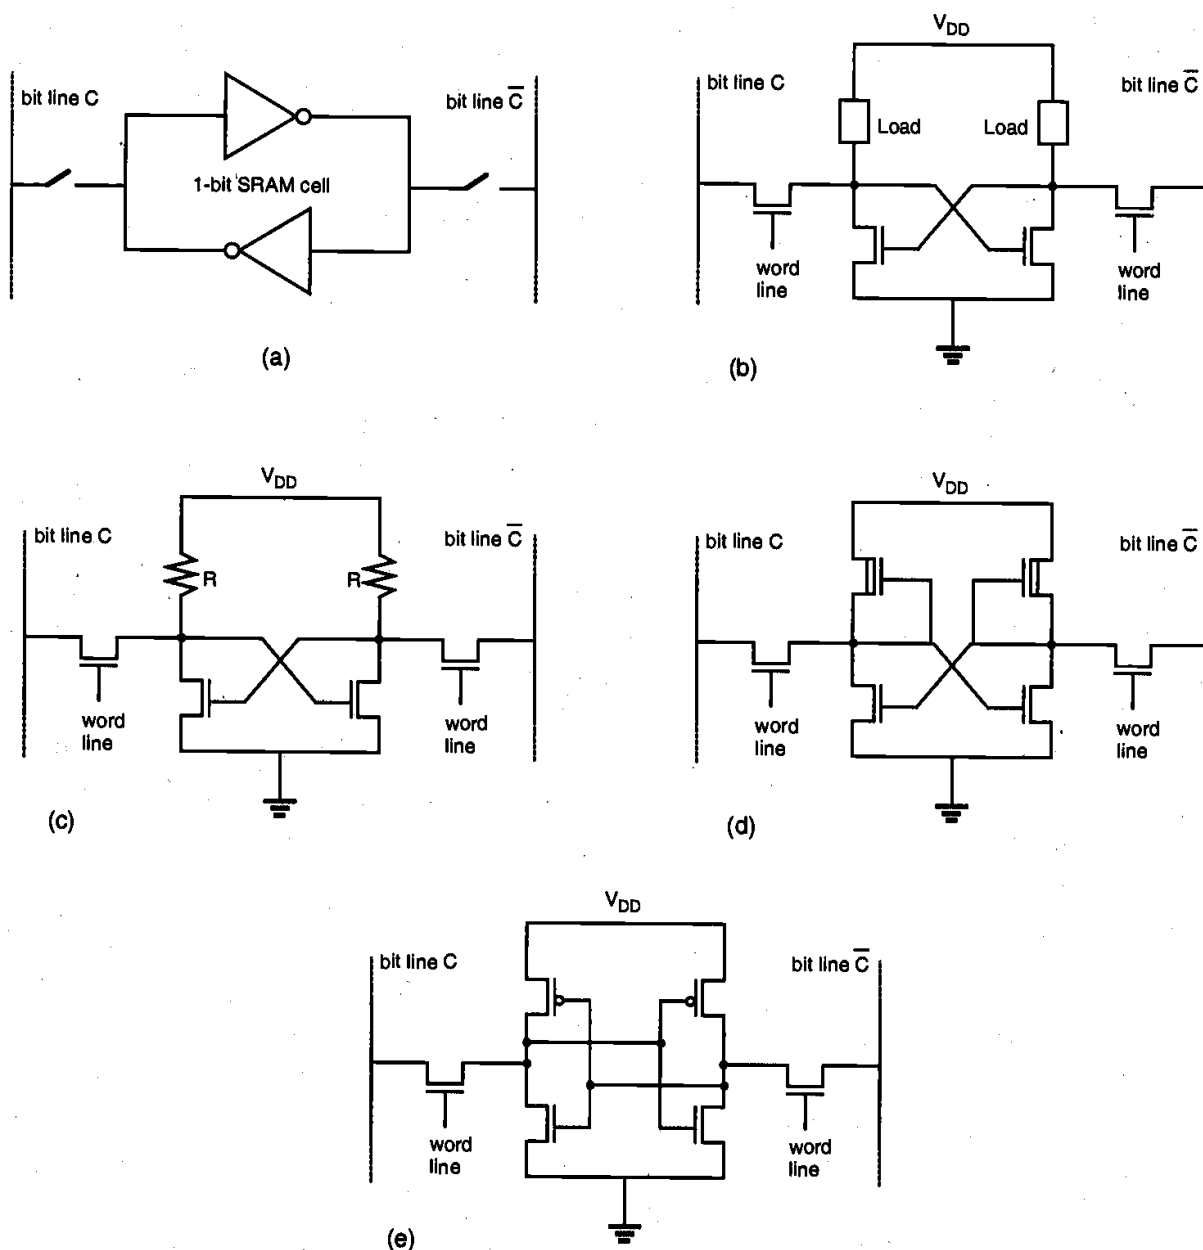 bit line C
bit line C̅
1-bit SRAM cell
(a)
V_DD
bit line C
bit line C̅
Load
Load
word
line
word
line
(b)
V_DD
bit line C
bit line C̅
R
R
word
line
word
line
(c)
V_DD
bit line C
bit line C̅
word
line
word
line
(d)
V_DD
bit line C
bit line C̅
word
line
word
line
(e)